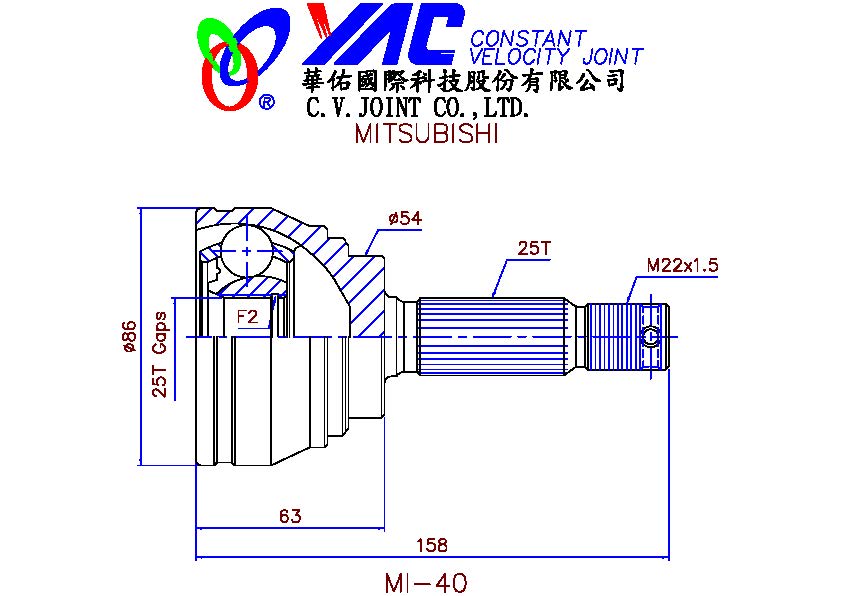 YAC CONSTANT
VELOCITY JOINT
華佑國際科技股份有限公司
®
C.V.JOINT CO.,LTD.
MITSUBISHI
ø54
25T
M22x1.5
F2
ø86
25T Gaps
63
158
MI-40